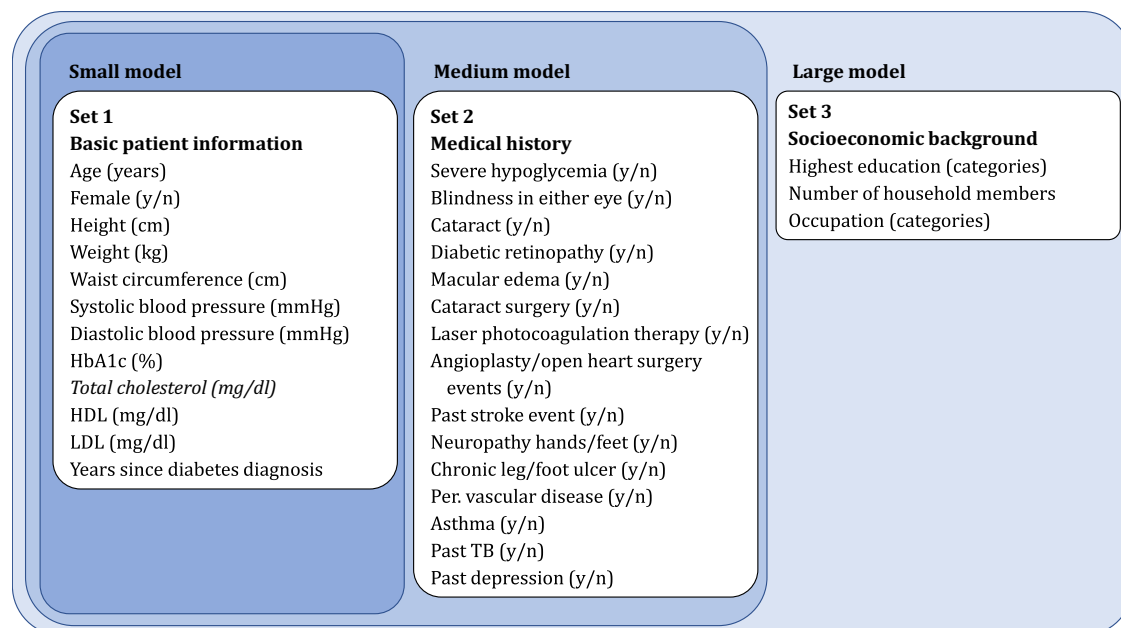 Small model
Set 1
Basic patient information
Age (years)
Female (y/n)
Height (cm)
Weight (kg)
Waist circumference (cm)
Systolic blood pressure (mmHg)
Diastolic blood pressure (mmHg)
HbA1c (%)
Total cholesterol (mg/dl)
HDL (mg/dl)
LDL (mg/dl)
Years since diabetes diagnosis
Medium model
Set 2
Medical history
Severe hypoglycemia (y/n)
Blindness in either eye (y/n)
Cataract (y/n)
Diabetic retinopathy (y/n)
Macular edema (y/n)
Cataract surgery (y/n)
Laser photocoagulation therapy (y/n)
Angioplasty/open heart surgery
events (y/n)
Past stroke event (y/n)
Neuropathy hands/feet (y/n)
Chronic leg/foot ulcer (y/n)
Per. vascular disease (y/n)
Asthma (y/n)
Past TB (y/n)
Past depression (y/n)
Large model
Set 3
Socioeconomic background
Highest education (categories)
Number of household members
Occupation (categories)